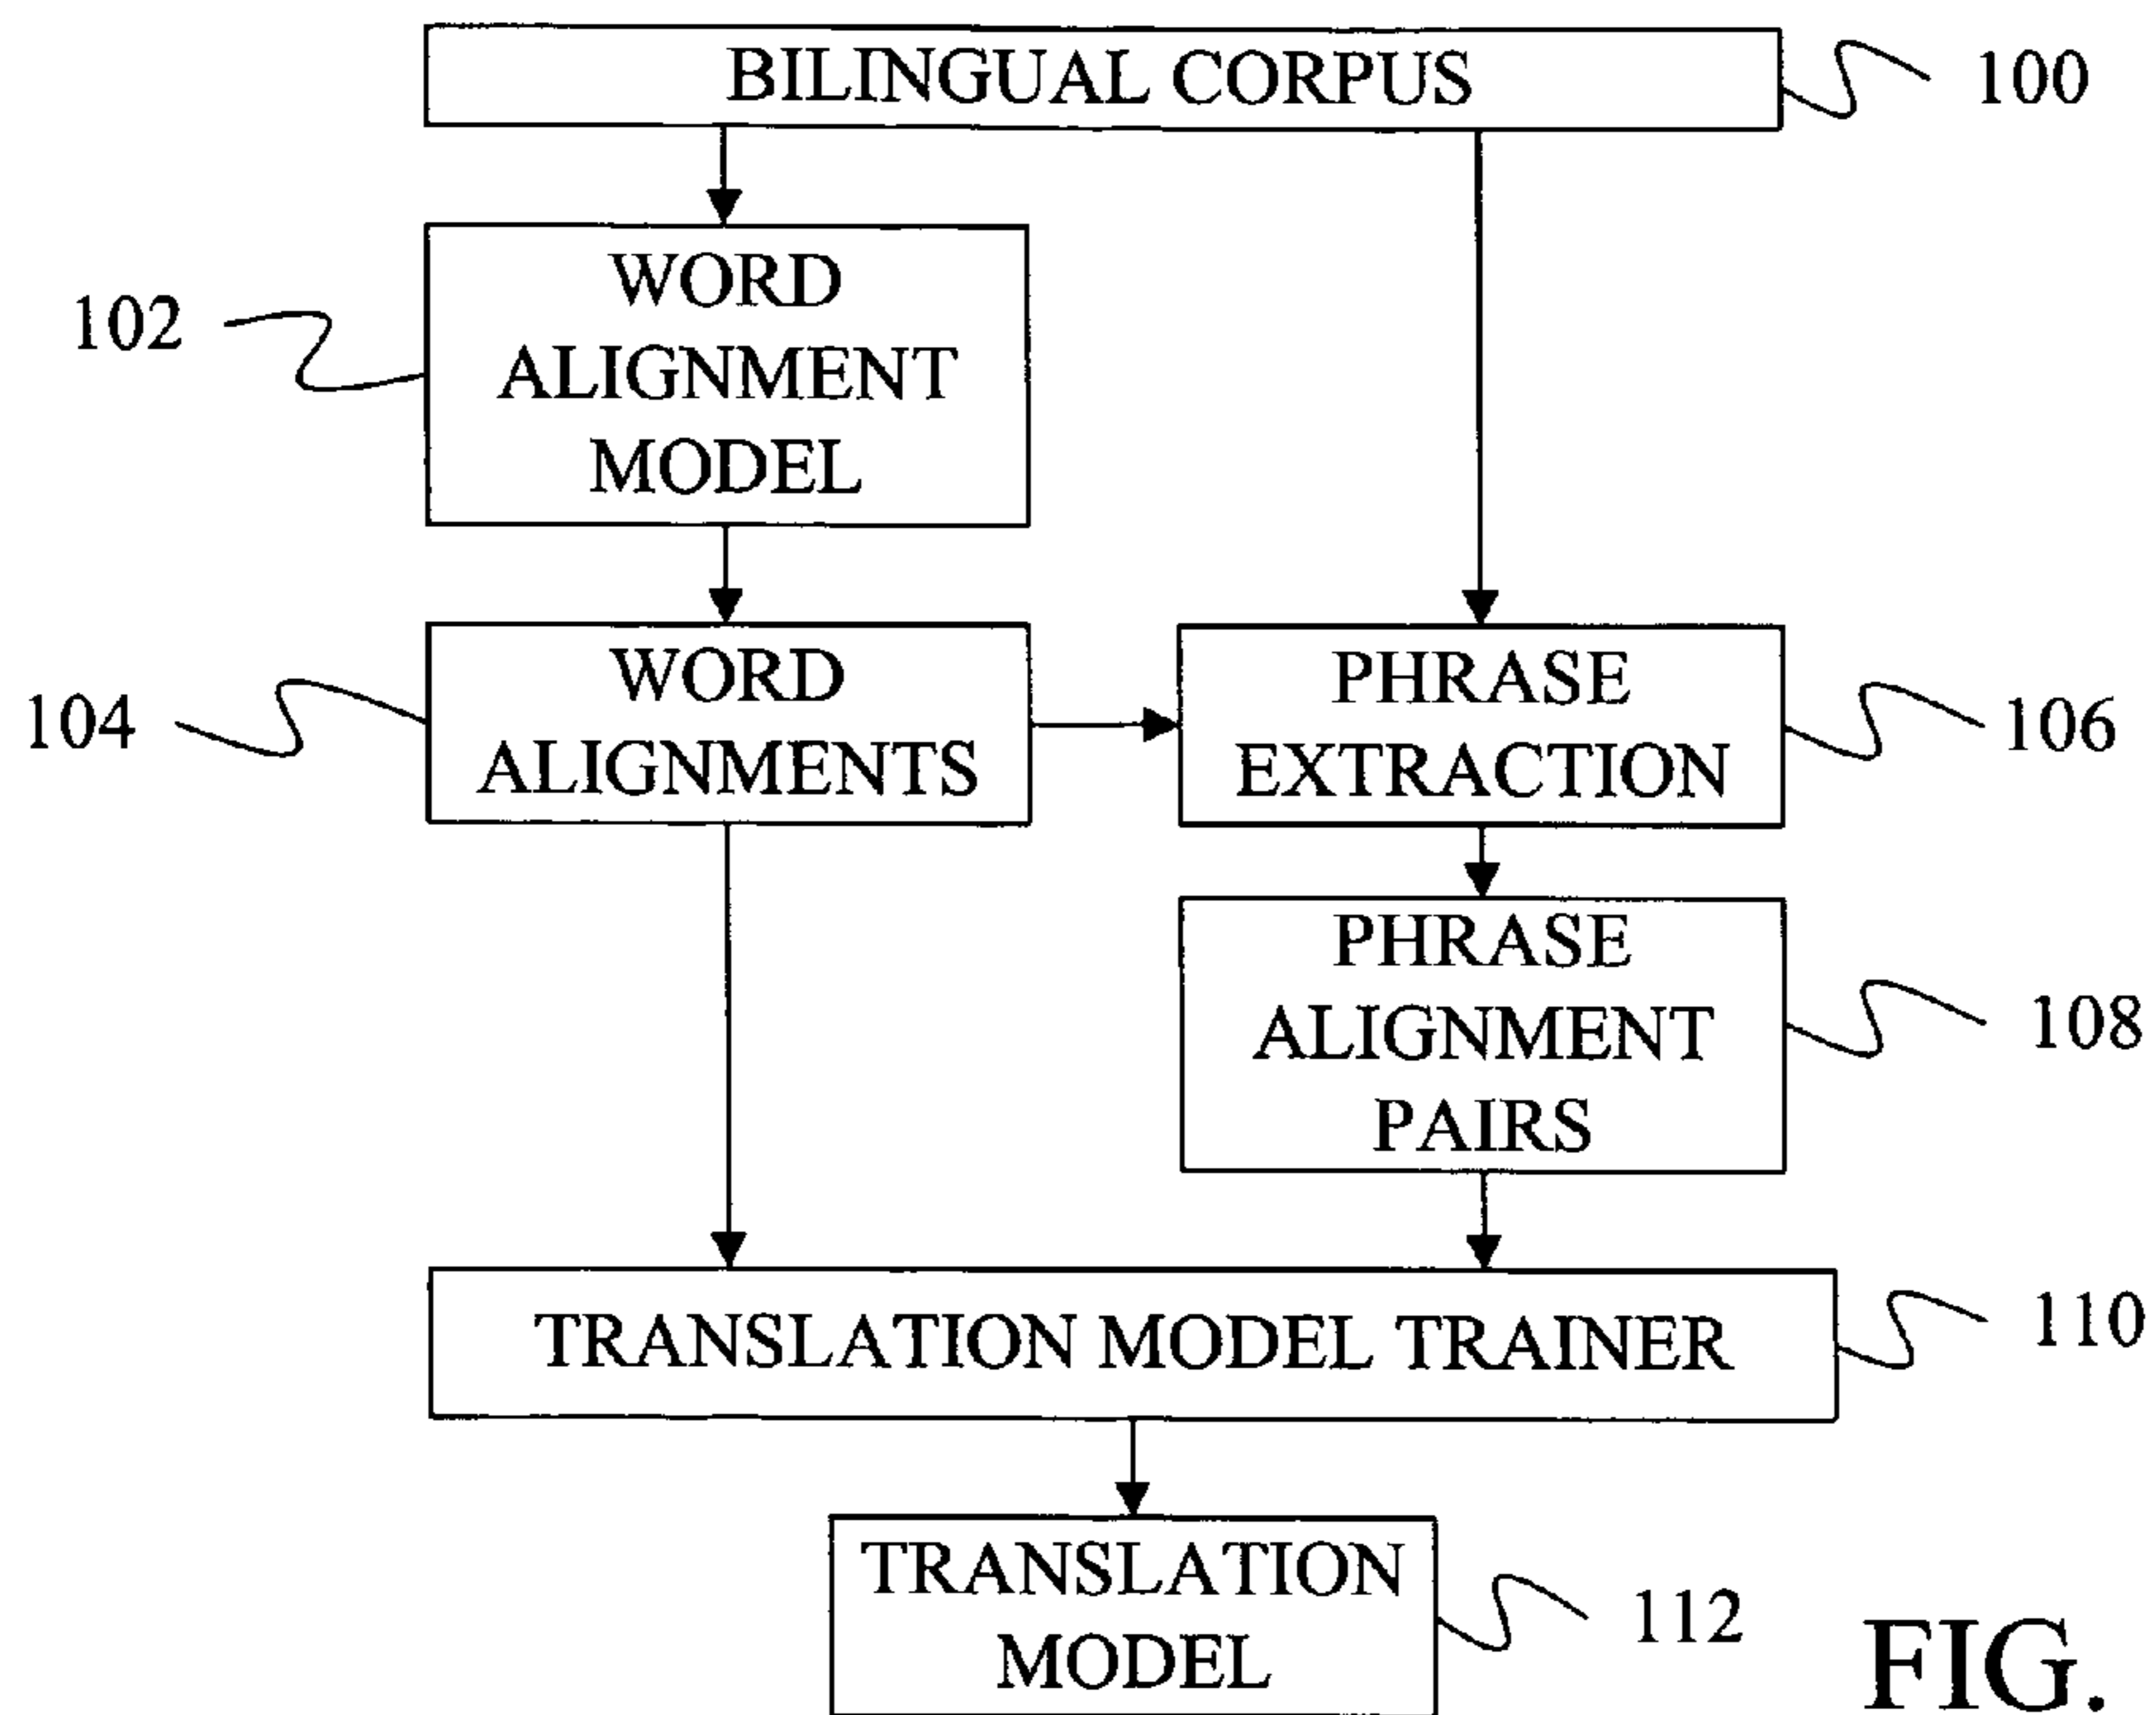 BILINGUAL CORPUS
100
WORD
ALIGNMENT
MODEL
102
WORD
ALIGNMENTS
104
PHRASE
EXTRACTION
106
PHRASE
ALIGNMENT
PAIRS
108
TRANSLATION MODEL TRAINER
110
TRANSLATION
MODEL
112
FIG.